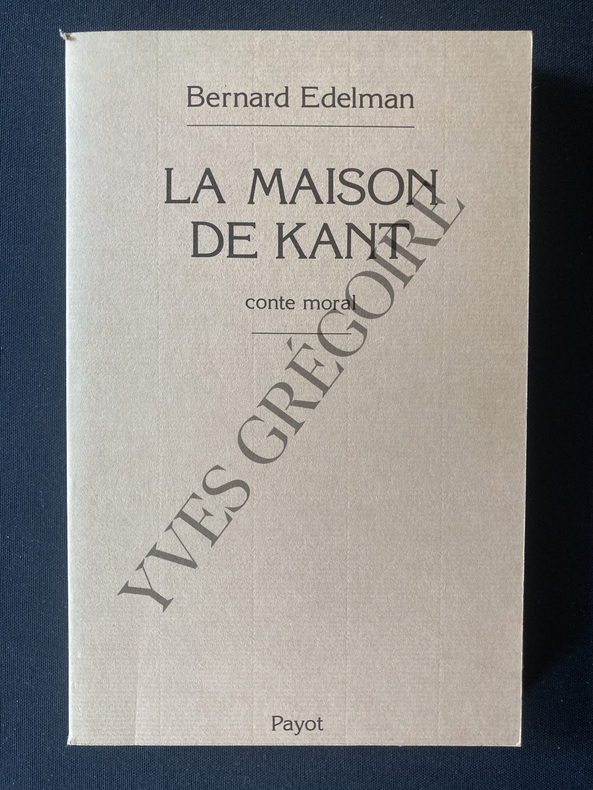 Bernard Edelman
LA MAISON
DE KANT
conte moral
YVES GRÉGOIRE
Payot